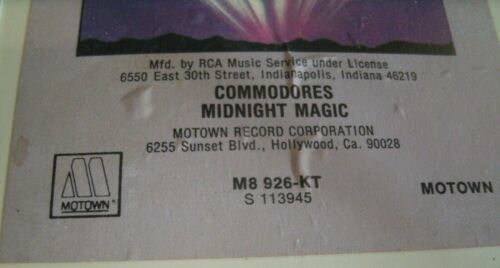 Mfd. by RCA Music Service under License
6550 East 30th Street, Indianapolis, Indiana 46219
COMMODORES
MIDNIGHT MAGIC
MOTOWN RECORD CORPORATION
6255 Sunset Blvd., Hollywood, Ca. 90028
M8 926-KT
S 113945
MOTOWN®
MOTOWN